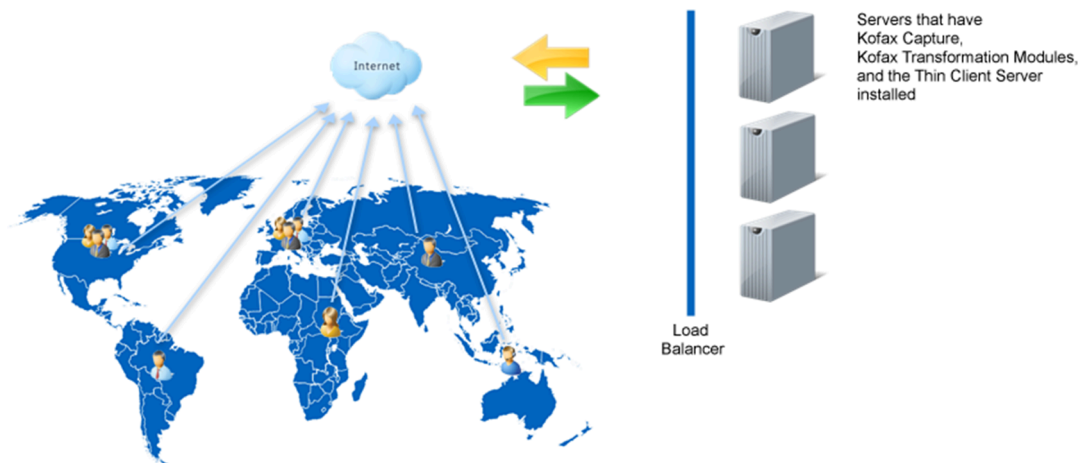 Internet
Servers that have
Kofax Capture,
Kofax Transformation Modules,
and the Thin Client Server
installed
Load
Balancer